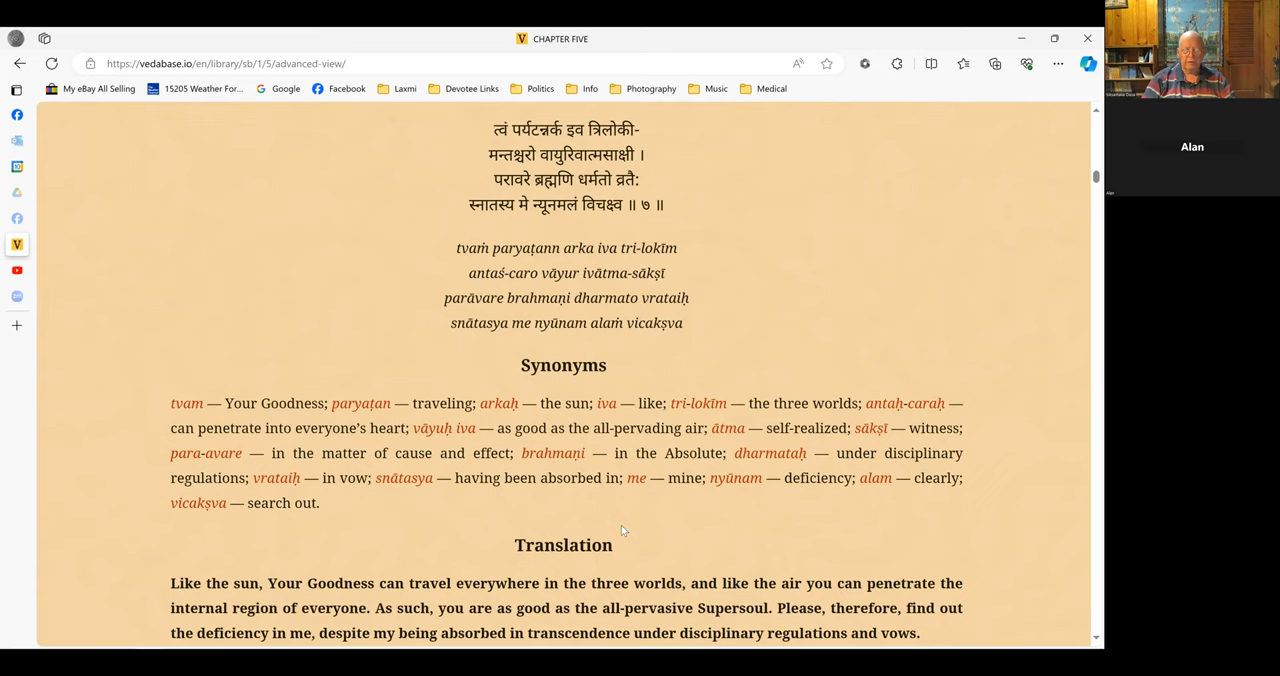 CHAPTER FIVE
https://vedabase.io/en/library/sb/1/5/advanced-view/
My eBay All Selling 15205 Weather For... Google Facebook Laxmi Devotee Links Politics Info Photography Music Medical
त्वं पर्यटन्नर्क इव त्रिलोकी-
मन्तश्चरो वायुरिवात्मसाक्षी ।
परावरे ब्रह्मणि धर्मतो व्रतै:
स्नातस्य मे न्यूनमलं विचक्ष्व ॥ ७ ॥
tvaṁ paryaṭann arka iva tri-lokīm
antaś-caro vāyur ivātma-sākṣī
parāvare brahmaṇi dharmato vrataiḥ
snātasya me nyūnam alaṁ vicakṣva
Synonyms
tvam — Your Goodness; paryaṭan — traveling; arkaḥ — the sun; iva — like; tri-lokīm — the three worlds; antaḥ-caraḥ —
can penetrate into everyone’s heart; vāyuḥ iva — as good as the all-pervading air; ātma — self-realized; sākṣī — witness;
para-avare — in the matter of cause and effect; brahmaṇi — in the Absolute; dharmataḥ — under disciplinary
regulations; vrataiḥ — in vow; snātasya — having been absorbed in; me — mine; nyūnam — deficiency; alam — clearly;
vicakṣva — search out.
Translation
Like the sun, Your Goodness can travel everywhere in the three worlds, and like the air you can penetrate the
internal region of everyone. As such, you are as good as the all-pervasive Supersoul. Please, therefore, find out
the deficiency in me, despite my being absorbed in transcendence under disciplinary regulations and vows.
Alan
Alan